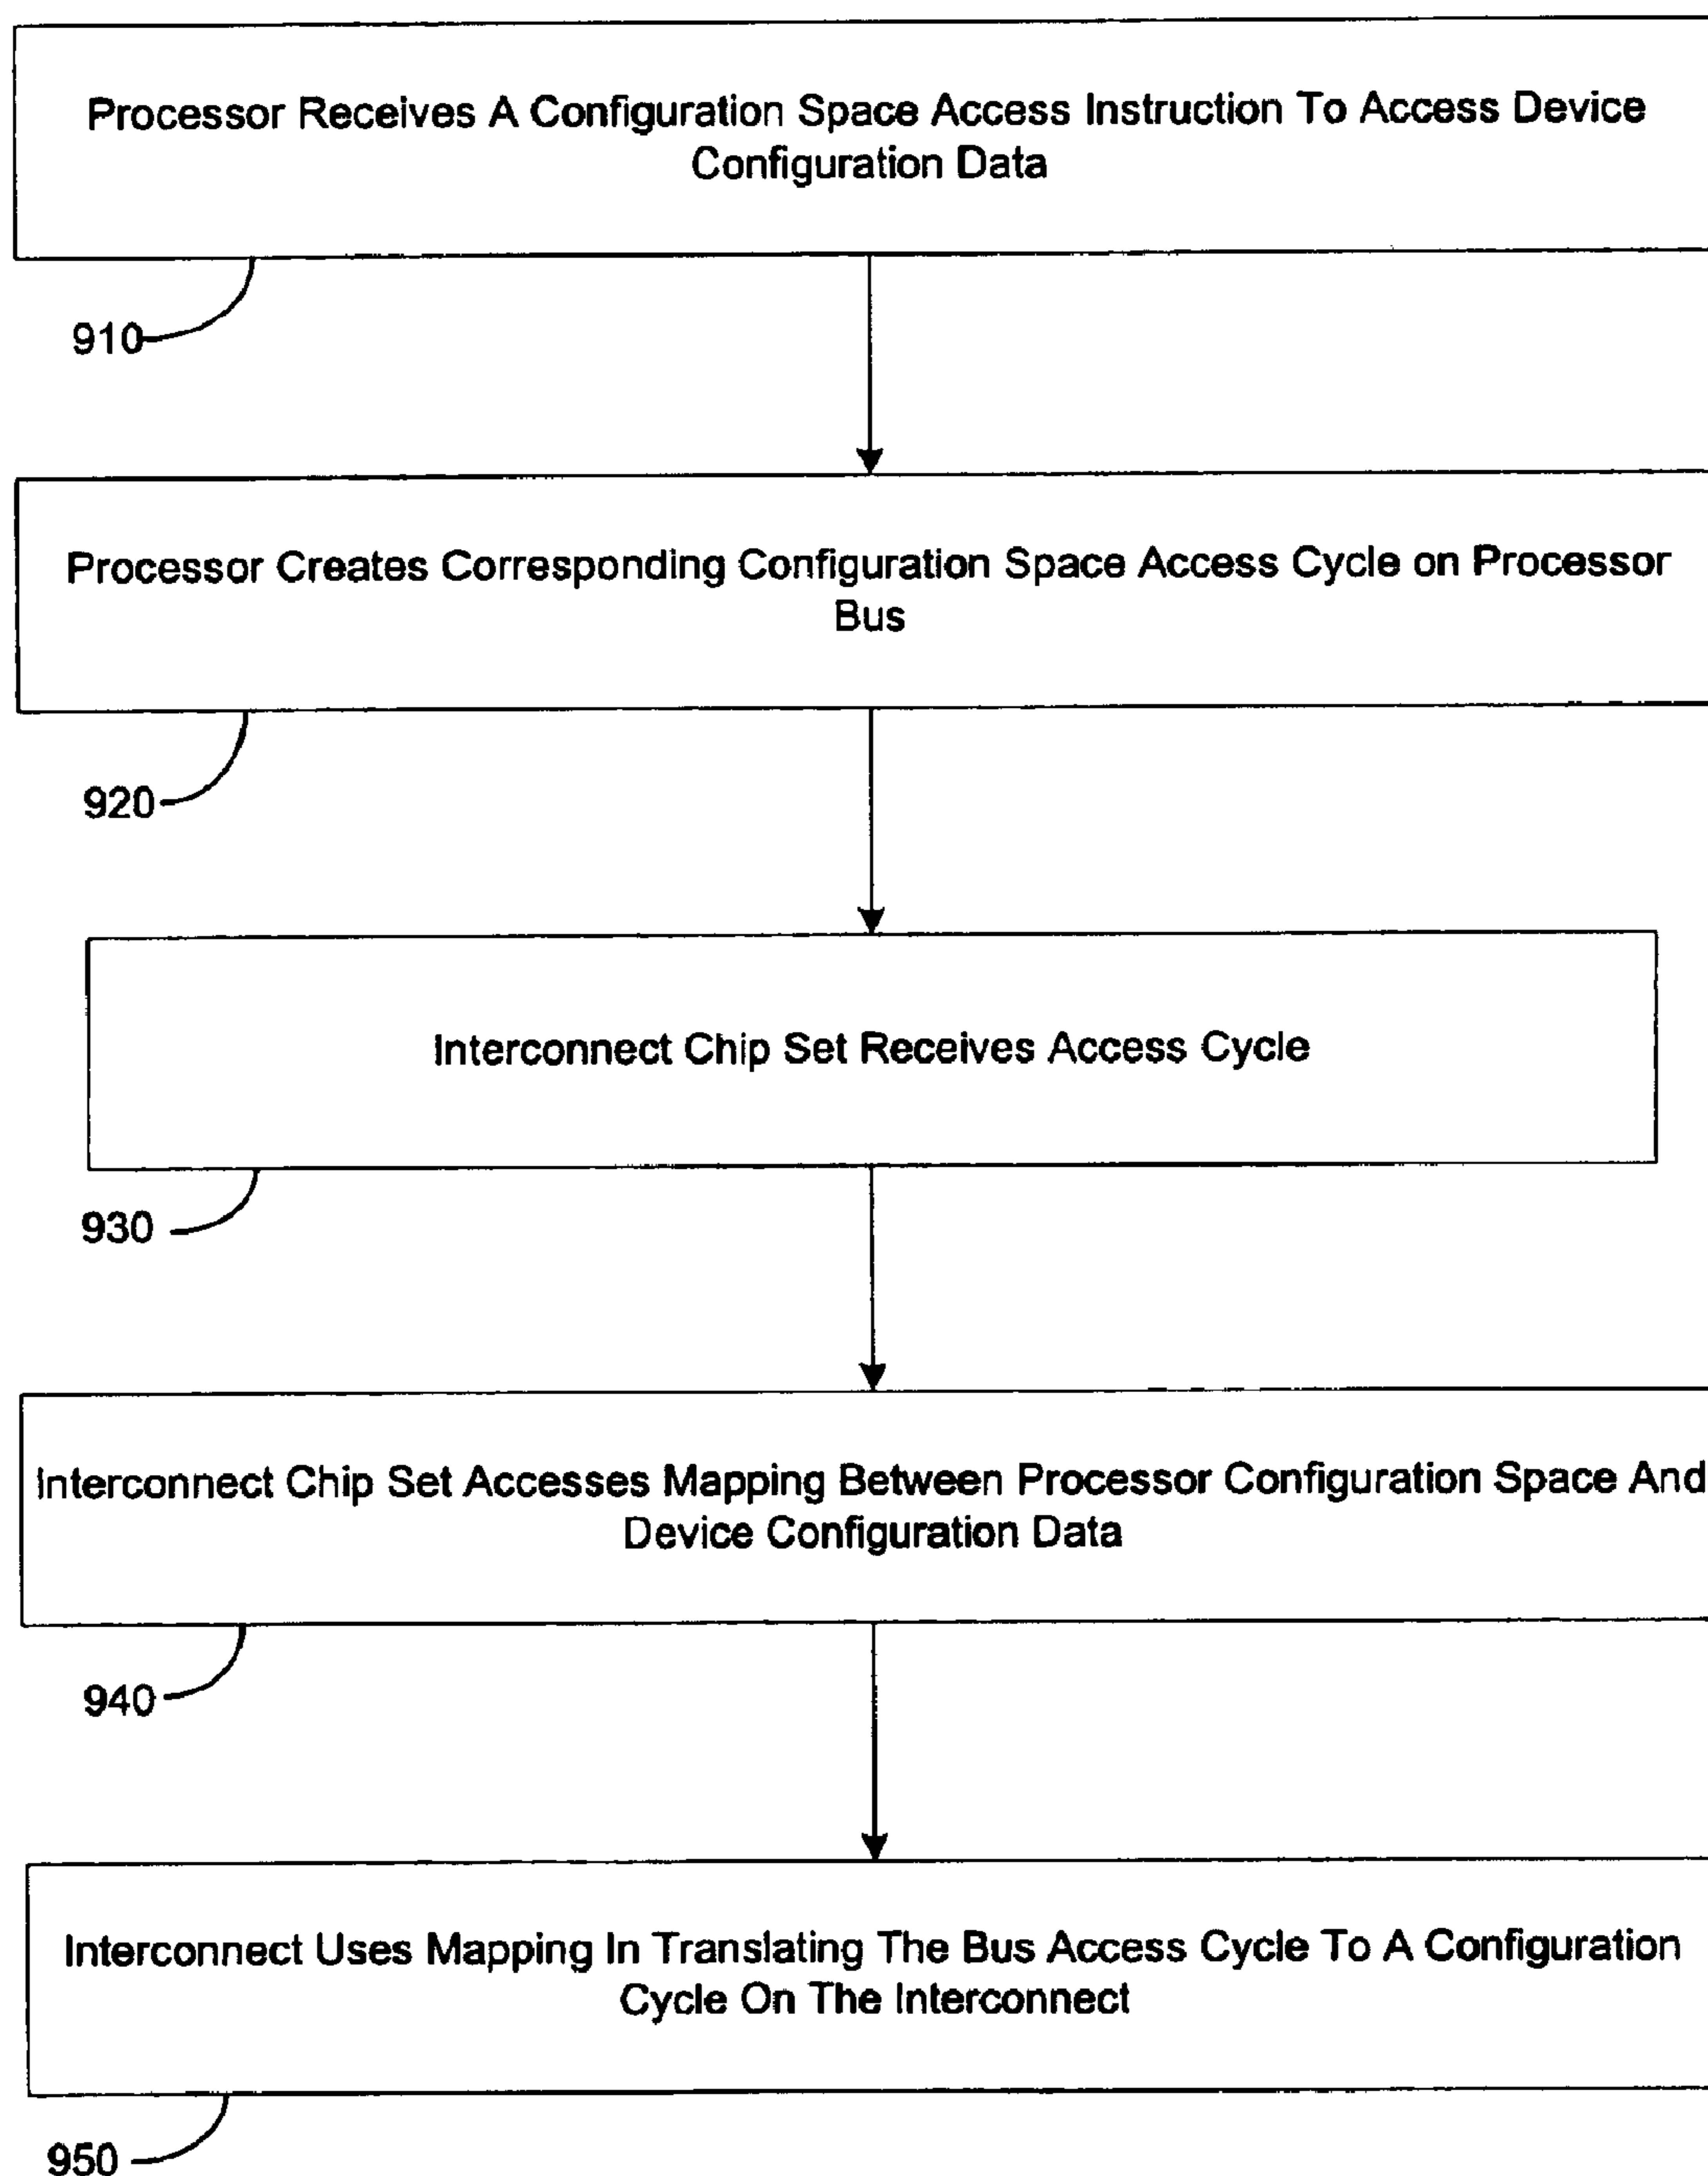 Processor Receives A Configuration Space Access Instruction To Access Device
Configuration Data
910
Processor Creates Corresponding Configuration Space Access Cycle on Processor
Bus
920
Interconnect Chip Set Receives Access Cycle
930
Interconnect Chip Set Accesses Mapping Between Processor Configuration Space And
Device Configuration Data
940
Interconnect Uses Mapping In Translating The Bus Access Cycle To A Configuration
Cycle On The Interconnect
950